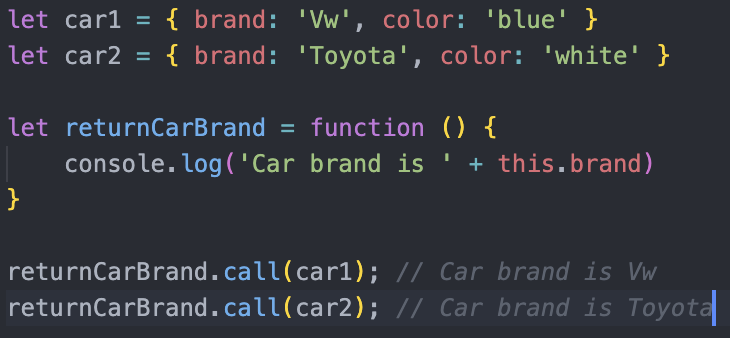 let car1 = { brand: 'Vw', color: 'blue' }
let car2 = { brand: 'Toyota', color: 'white' }
let returnCarBrand = function () {
    console.log('Car brand is ' + this.brand)
}
returnCarBrand.call(car1); // Car brand is Vw
returnCarBrand.call(car2); // Car brand is Toyota